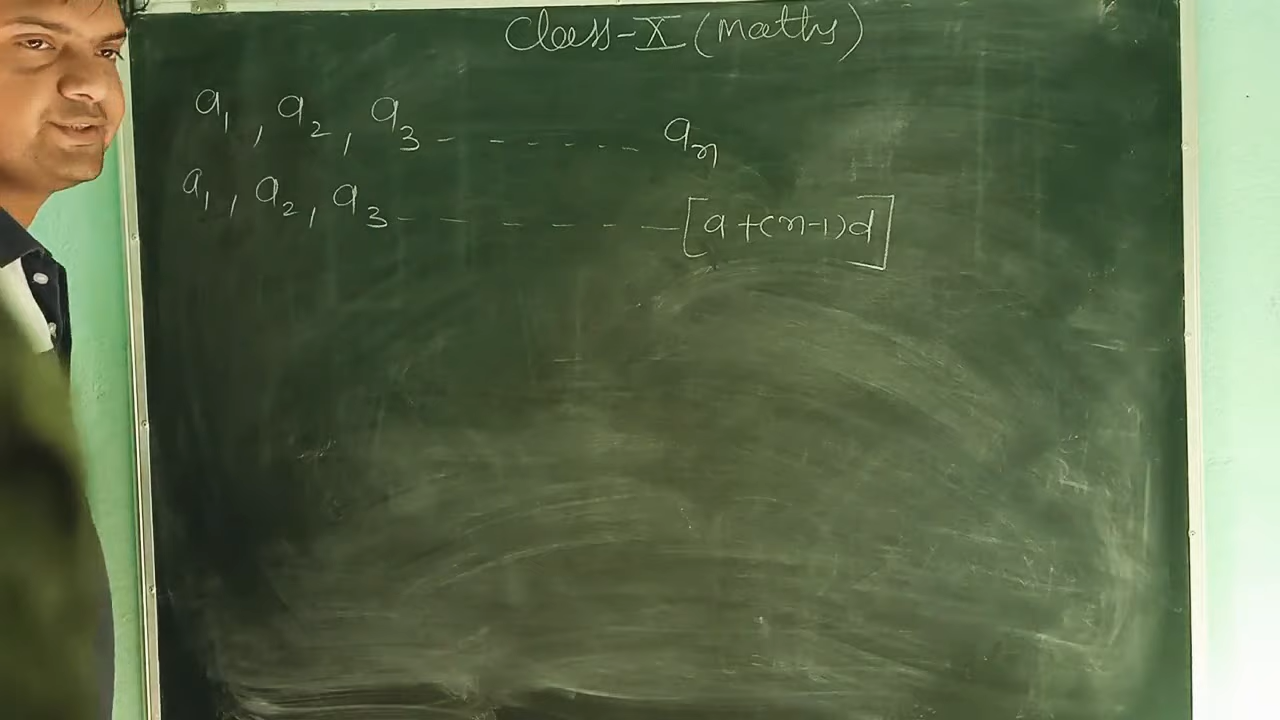 Class-X (Maths)
a1, a2, a3 - - - - - - - an
a1, a2, a3 - - - - - - - [a+(n-1)d]